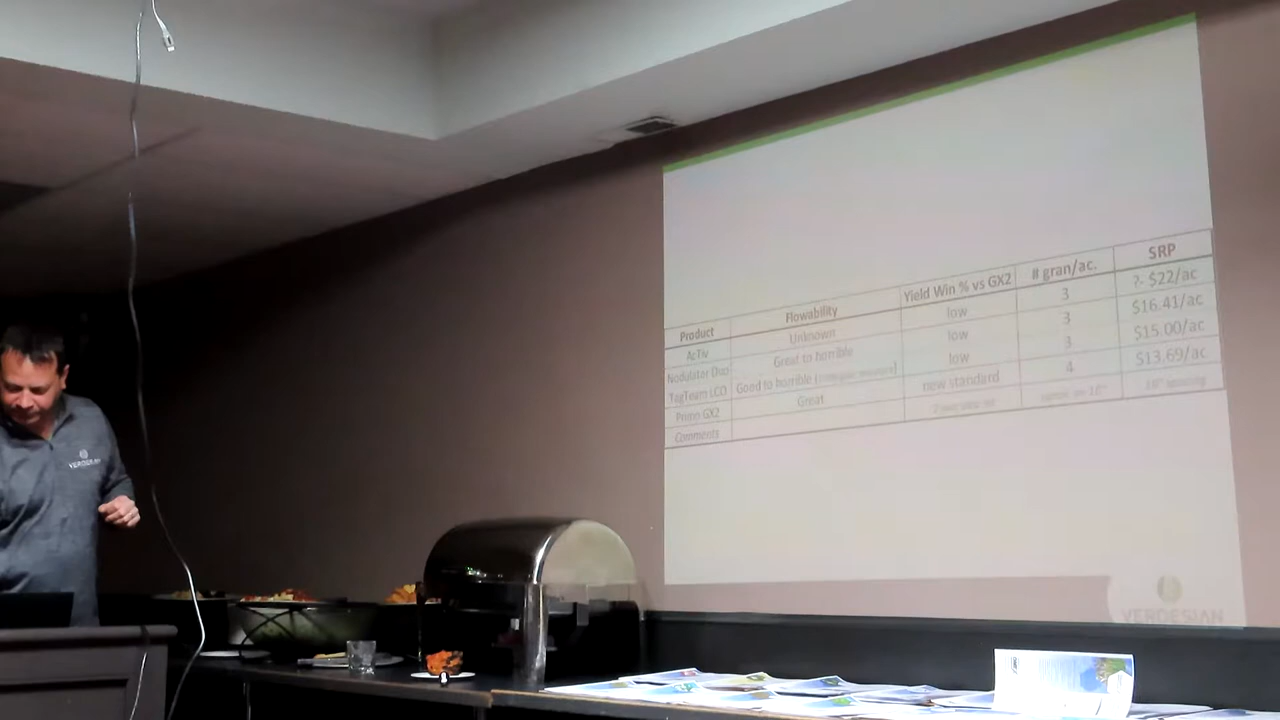 Product Flowability Yield Win % vs GX2 # gran/ac. SRP
AcTiv Unknown low 3 ?- $22/ac
Nodulator Duo Great to horrible low 3 $16.41/ac
TagTeam LCO Good to horrible low 3 $15.00/ac
Primo GX2 Great new standard 4 $13.69/ac
Comments
VERDESIAN
VERDESIAN